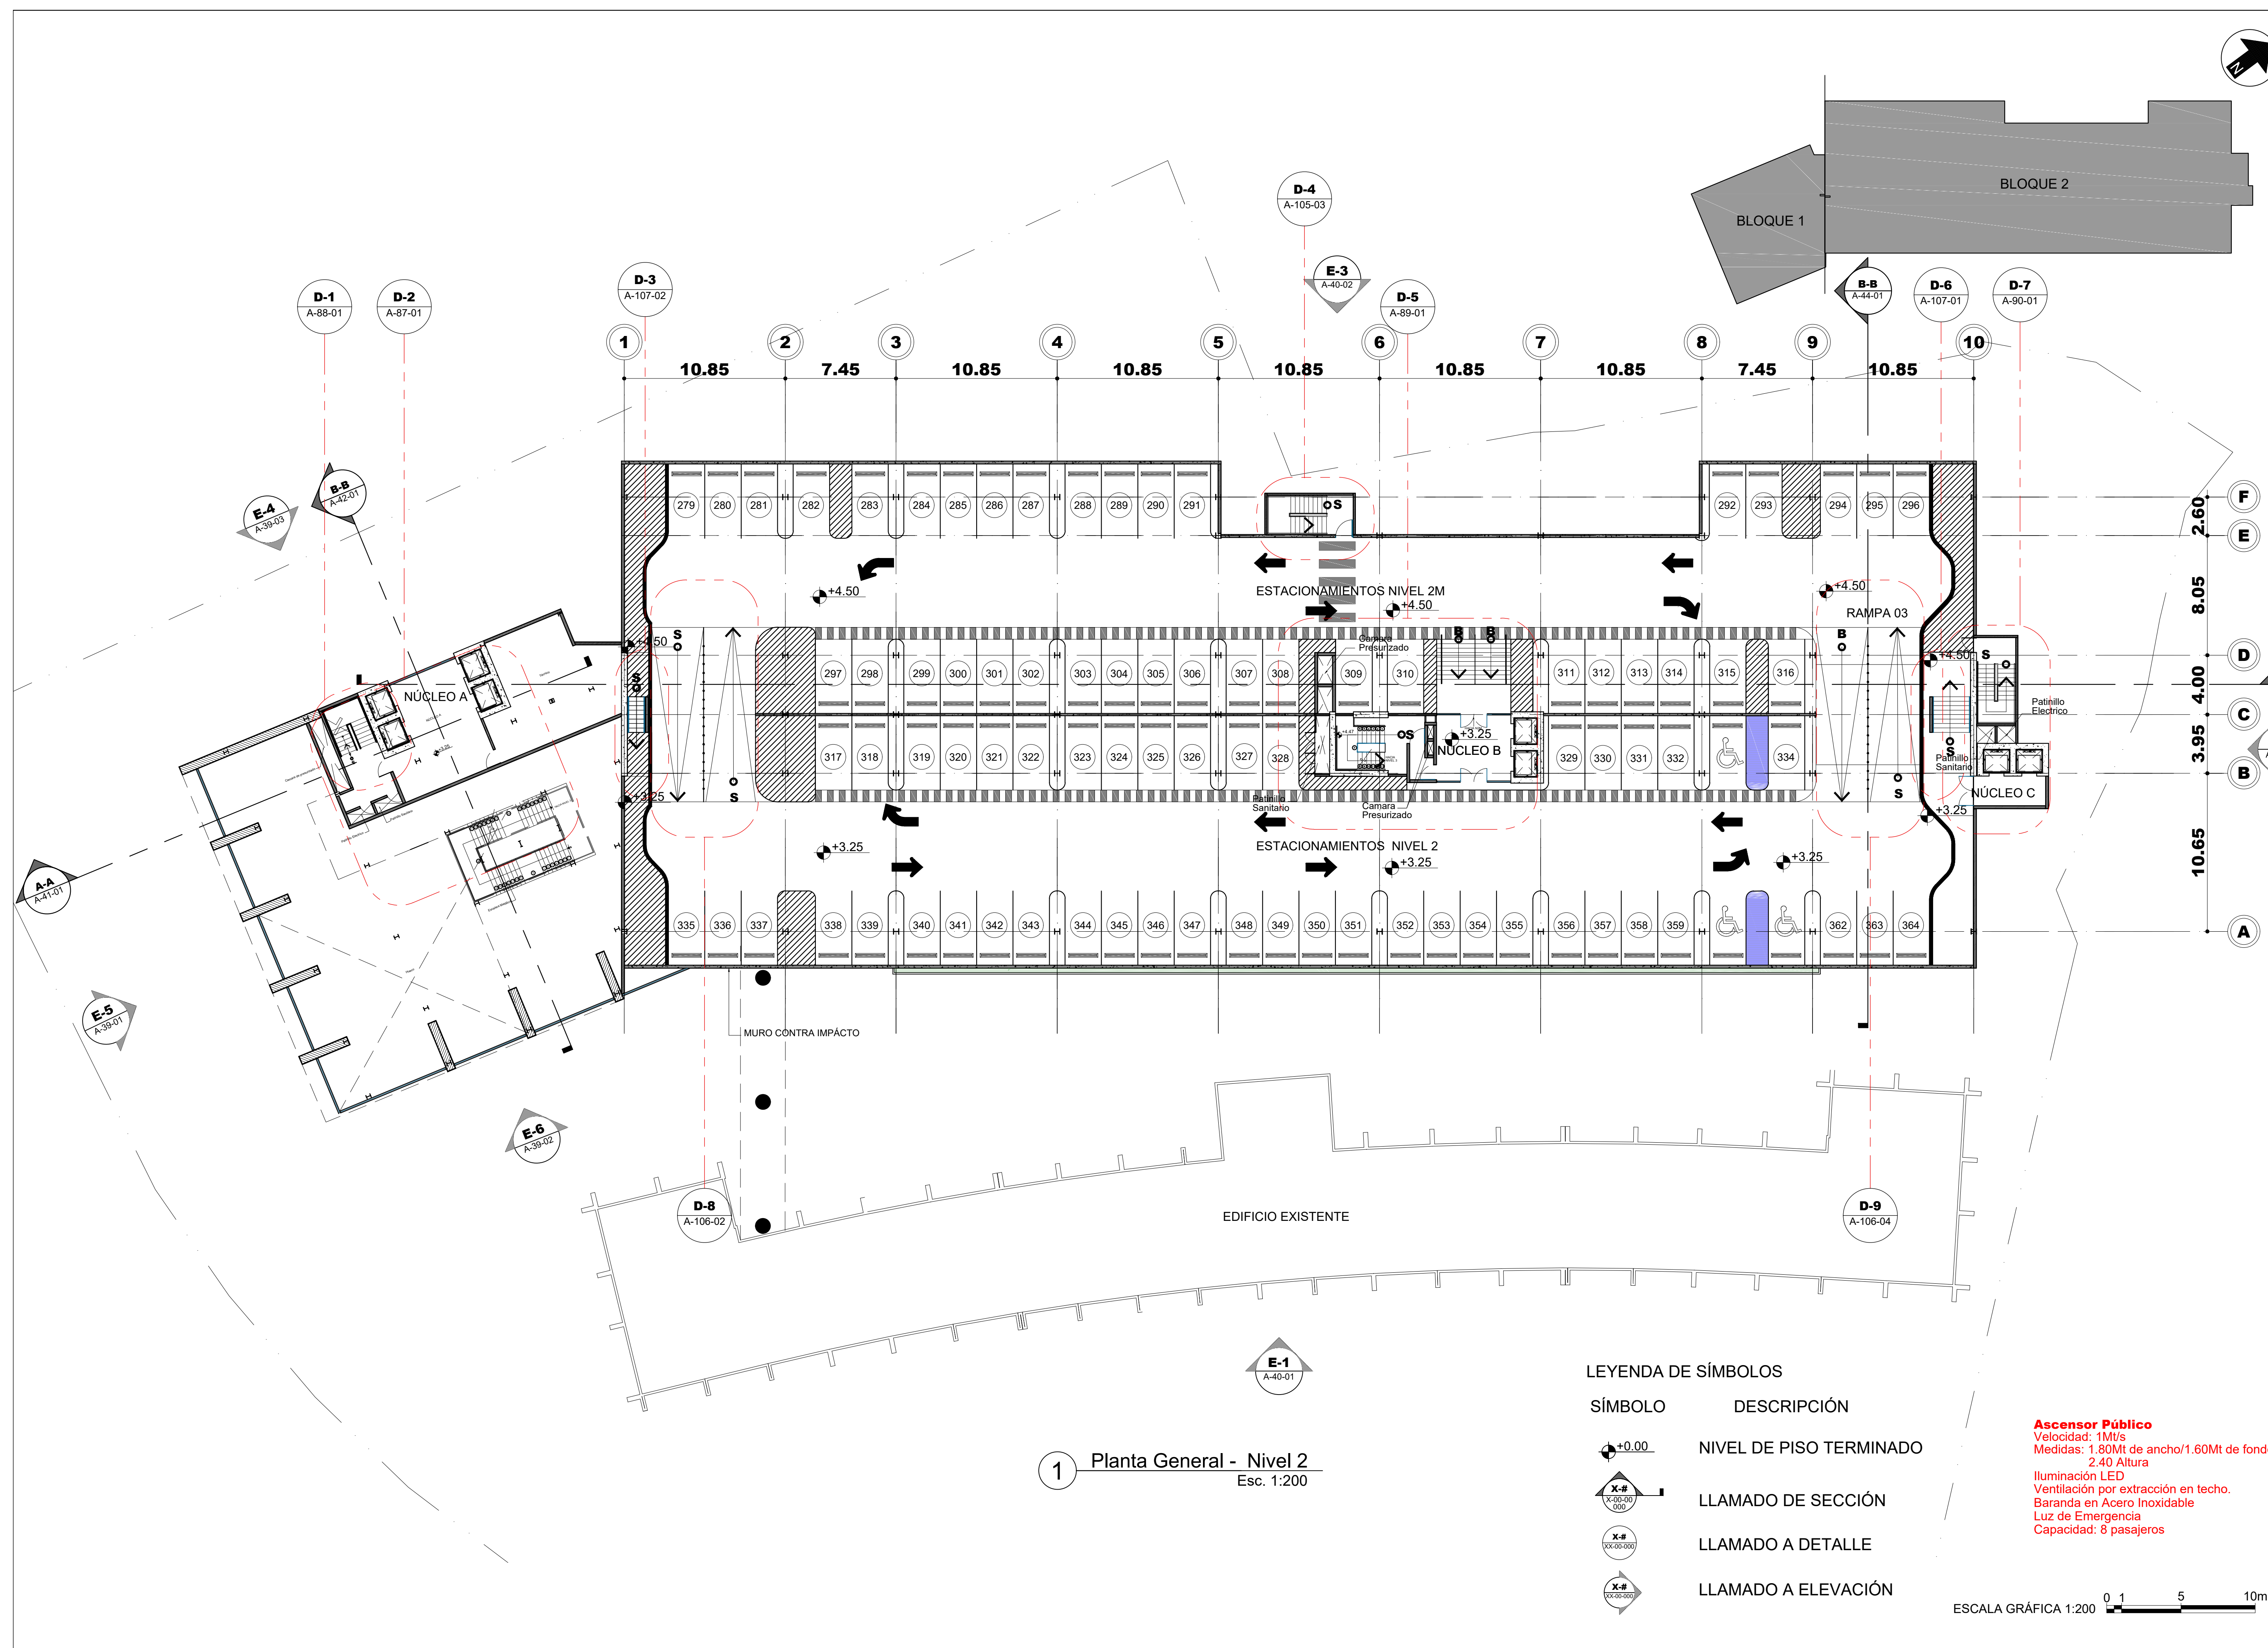 N
BLOQUE 2
BLOQUE 1
D-4
A-105-03
E-3
A-40-02
D-3
A-107-02
D-1
A-88-01
D-2
A-87-01
D-5
A-89-01
B-B
A-44-01
D-6
A-107-01
D-7
A-90-01
1
2
3
4
5
6
7
8
9
10
10.85
7.45
10.85
10.85
10.85
10.85
10.85
7.45
10.85
B-B
A-42-01
E-4
A-39-03
279
280
281
282
283
284
285
286
287
288
289
290
291
S
292
293
294
295
296
F
2.60
E
8.05
ESTACIONAMIENTOS NIVEL 2M
+4.50
+4.50
+4.50
RAMPA 03
S
+4.50
S
Camara
Presurizado
B
B
B
+4.50
S
D
4.00
297
298
299
300
301
302
303
304
305
306
307
308
309
310
311
312
313
314
315
316
NÚCLEO A
B
Patinillo
Electrico
C
3.95
317
318
319
320
321
322
323
324
325
326
327
328
S
+3.25
NÚCLEO B
329
330
331
332
334
S
Patinillo
Sanitario
B
NÚCLEO C
S
S
+3.25
Patinillo
Sanitario
Camara
Presurizado
+3.25
ESTACIONAMIENTOS NIVEL 2
+3.25
+3.25
+3.25
10.65
A-A
A-41-01
I
335
336
337
338
339
340
341
342
343
344
345
346
347
348
349
350
351
352
353
354
355
356
357
358
359
362
363
364
A
E-5
A-39-01
MURO CONTRA IMPÁCTO
E-6
A-39-02
D-8
A-106-02
EDIFICIO EXISTENTE
D-9
A-106-04
E-1
A-40-01
1
Planta General - Nivel 2
Esc. 1:200
LEYENDA DE SÍMBOLOS
SÍMBOLO DESCRIPCIÓN
+0.00 NIVEL DE PISO TERMINADO
X-#
X-00-00
000
LLAMADO DE SECCIÓN
X-#
XX-00-000
LLAMADO A DETALLE
X-#
XX-00-000
LLAMADO A ELEVACIÓN
Ascensor Público
Velocidad: 1Mt/s
Medidas: 1.80Mt de ancho/1.60Mt de fond
2.40 Altura
Iluminación LED
Ventilación por extracción en techo.
Baranda en Acero Inoxidable
Luz de Emergencia
Capacidad: 8 pasajeros
ESCALA GRÁFICA 1:200
0 1 5 10m